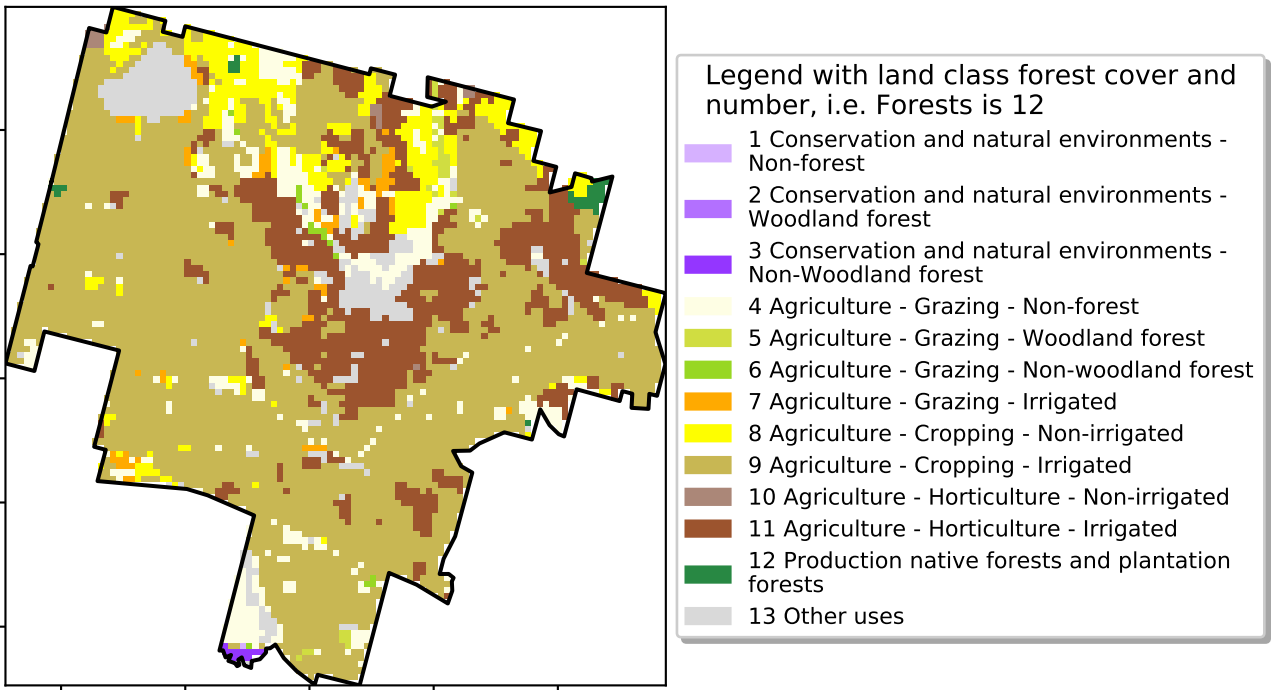 Legend with land class forest cover and
number, i.e. Forests is 12
1 Conservation and natural environments -
Non-forest
2 Conservation and natural environments -
Woodland forest
3 Conservation and natural environments -
Non-Woodland forest
4 Agriculture - Grazing - Non-forest
5 Agriculture - Grazing - Woodland forest
6 Agriculture - Grazing - Non-woodland forest
7 Agriculture - Grazing - Irrigated
8 Agriculture - Cropping - Non-irrigated
9 Agriculture - Cropping - Irrigated
10 Agriculture - Horticulture - Non-irrigated
11 Agriculture - Horticulture - Irrigated
12 Production native forests and plantation
forests
13 Other uses